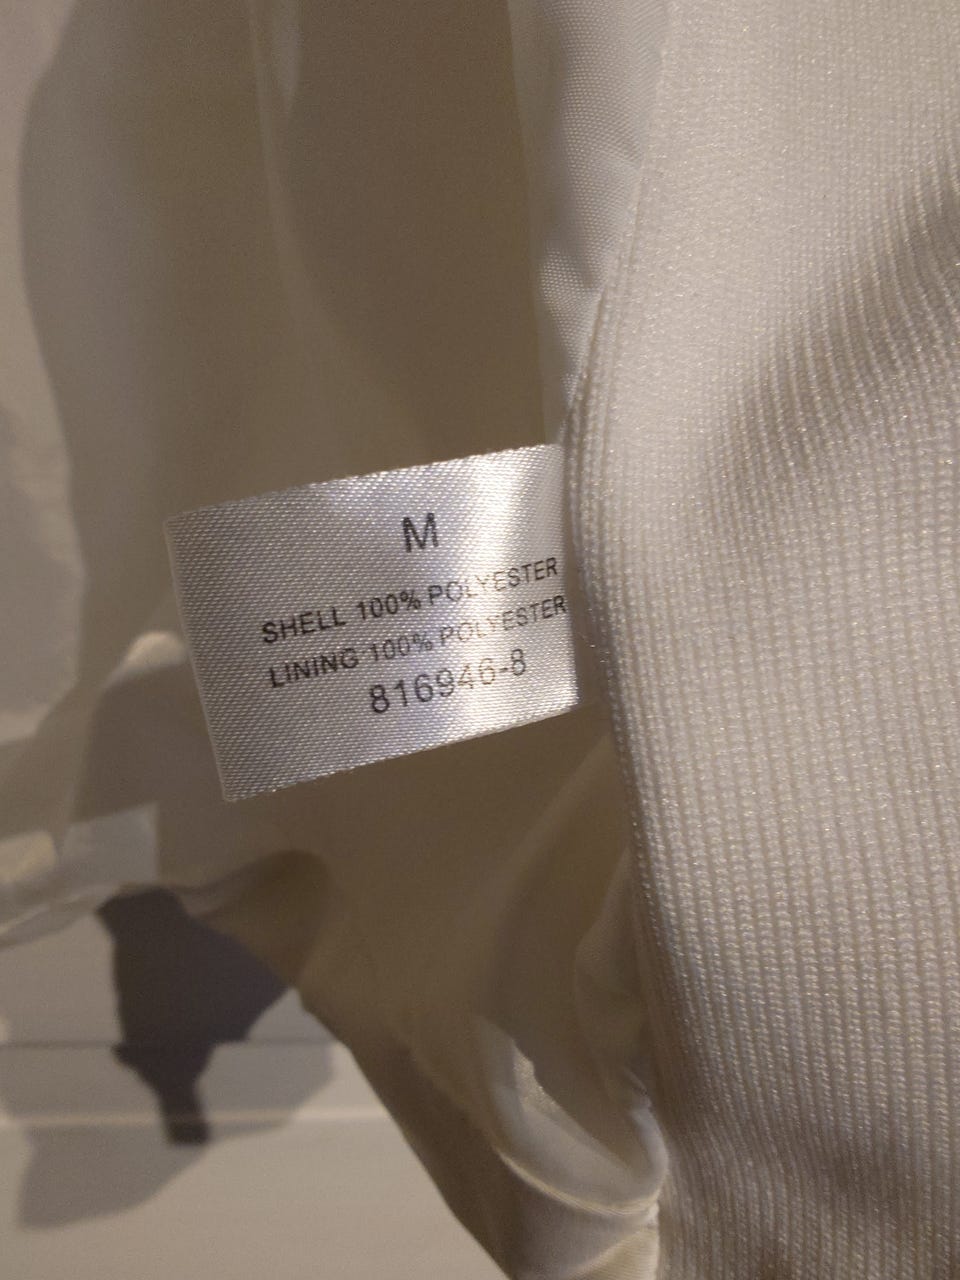 M
SHELL 100% POLYESTER
LINING 100% POLYESTER
816946-8